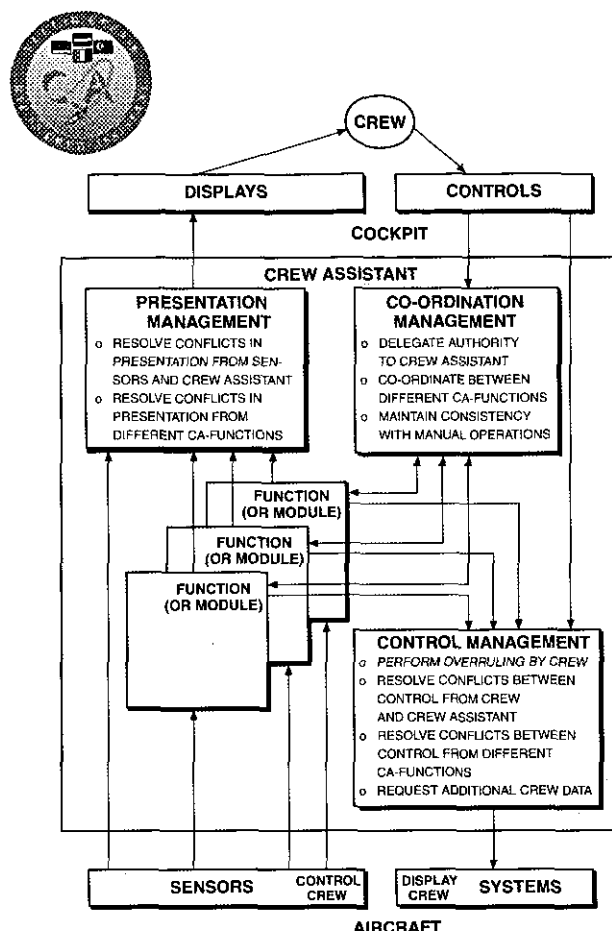 CA
CREW
DISPLAYS
CONTROLS
COCKPIT
CREW ASSISTANT
PRESENTATION
MANAGEMENT
o RESOLVE CONFLICTS IN
PRESENTATION FROM SEN-
SORS AND CREW ASSISTANT
o RESOLVE CONFLICTS IN
PRESENTATION FROM
DIFFERENT CA-FUNCTIONS
CO-ORDINATION
MANAGEMENT
o DELEGATE AUTHORITY
TO CREW ASSISTANT
o CO-ORDINATE BETWEEN
DIFFERENT CA-FUNCTIONS
o MAINTAIN CONSISTENCY
WITH MANUAL OPERATIONS
FUNCTION
(OR MODULE)
FUNCTION
(OR MODULE)
FUNCTION
(OR MODULE)
CONTROL MANAGEMENT
o PERFORM OVERRULING BY CREW
o RESOLVE CONFLICTS BETWEEN
CONTROL FROM CREW
AND CREW ASSISTANT
o RESOLVE CONFLICTS BETWEEN
CONTROL FROM DIFFERENT
CA-FUNCTIONS
o REQUEST ADDITIONAL CREW DATA
SENSORS
CONTROL
CREW
DISPLAY
CREW
SYSTEMS
AIRCRAFT